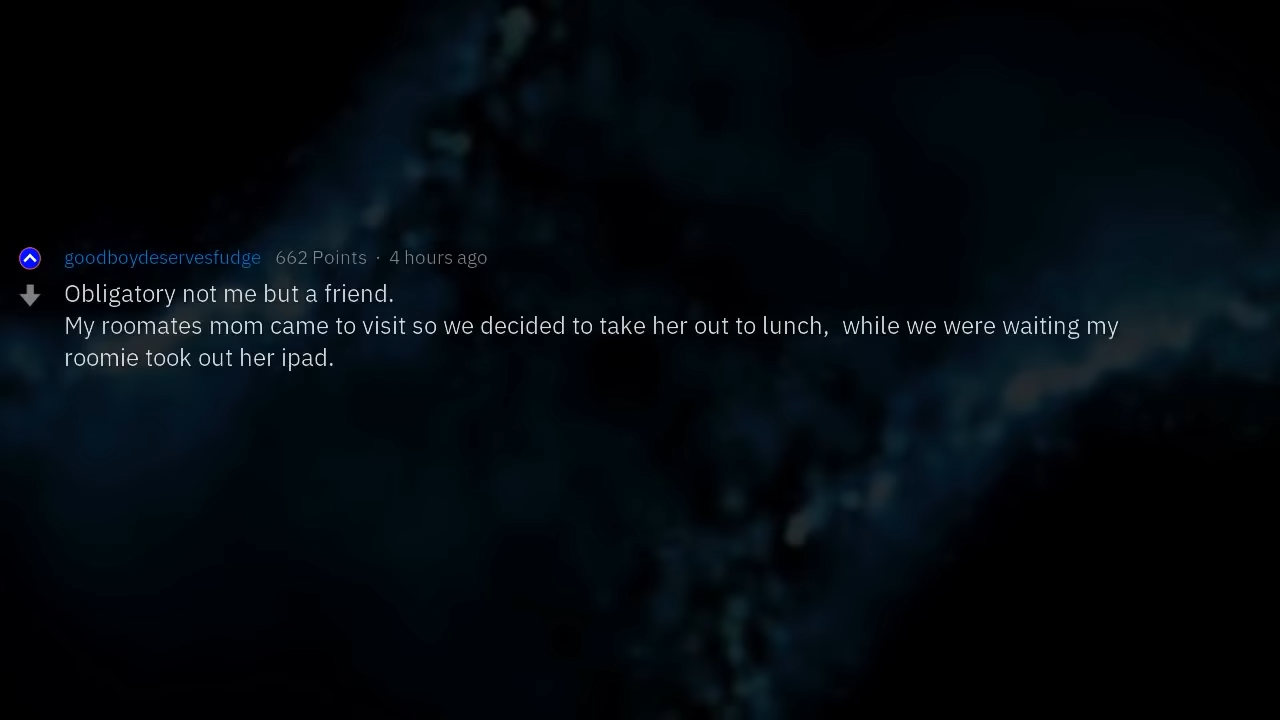 goodboydeservesfudge 662 Points · 4 hours ago
Obligatory not me but a friend.
My roomates mom came to visit so we decided to take her out to lunch,  while we were waiting my
roomie took out her ipad.